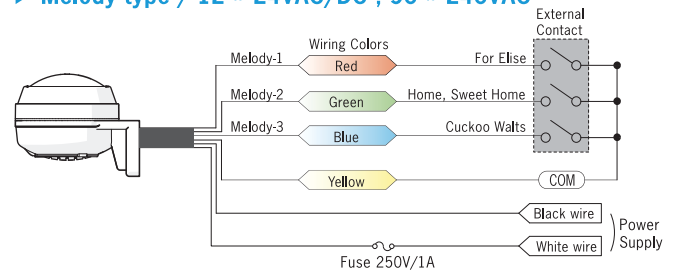 Melody type / 12 ~ 24VAC/DC , 90 ~ 240VAC
External
Contact
Wiring Colors
Melody-1
Red
For Elise
Melody-2
Green
Home, Sweet Home
Melody-3
Blue
Cuckoo Walts
Yellow
COM
Black wire
Power
Supply
White wire
Fuse 250V/1A